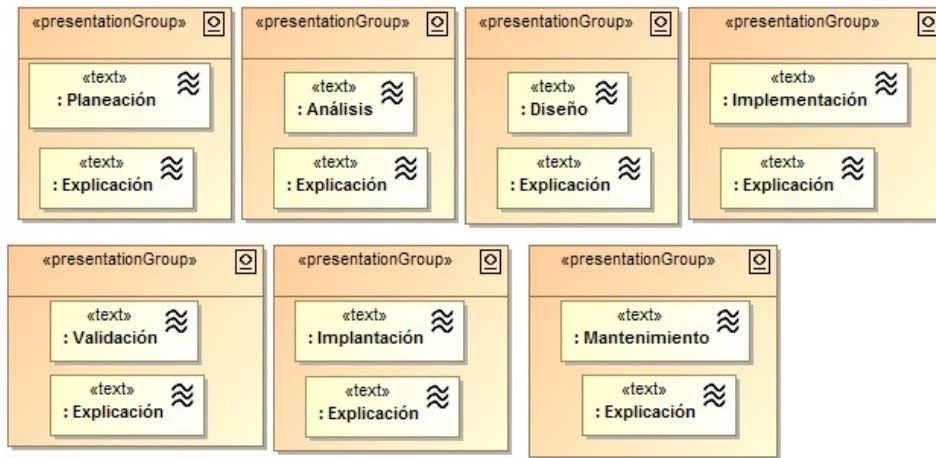 «presentationGroup»
«text»
: Planeación
«text»
: Explicación
«presentationGroup»
«text»
: Análisis
«text»
: Explicación
«presentationGroup»
«text»
: Diseño
«text»
: Explicación
«presentationGroup»
«text»
: Implementación
«text»
: Explicación
«presentationGroup»
«text»
: Validación
«text»
: Explicación
«presentationGroup»
«text»
: Implantación
«text»
: Explicación
«presentationGroup»
«text»
: Mantenimiento
«text»
: Explicación